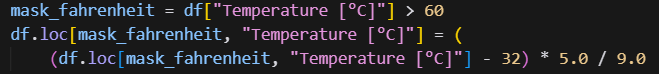 mask_fahrenheit = df["Temperature [°C]"] > 60
df.loc[mask_fahrenheit, "Temperature [°C]"] = (
    (df.loc[mask_fahrenheit, "Temperature [°C]"] - 32) * 5.0 / 9.0